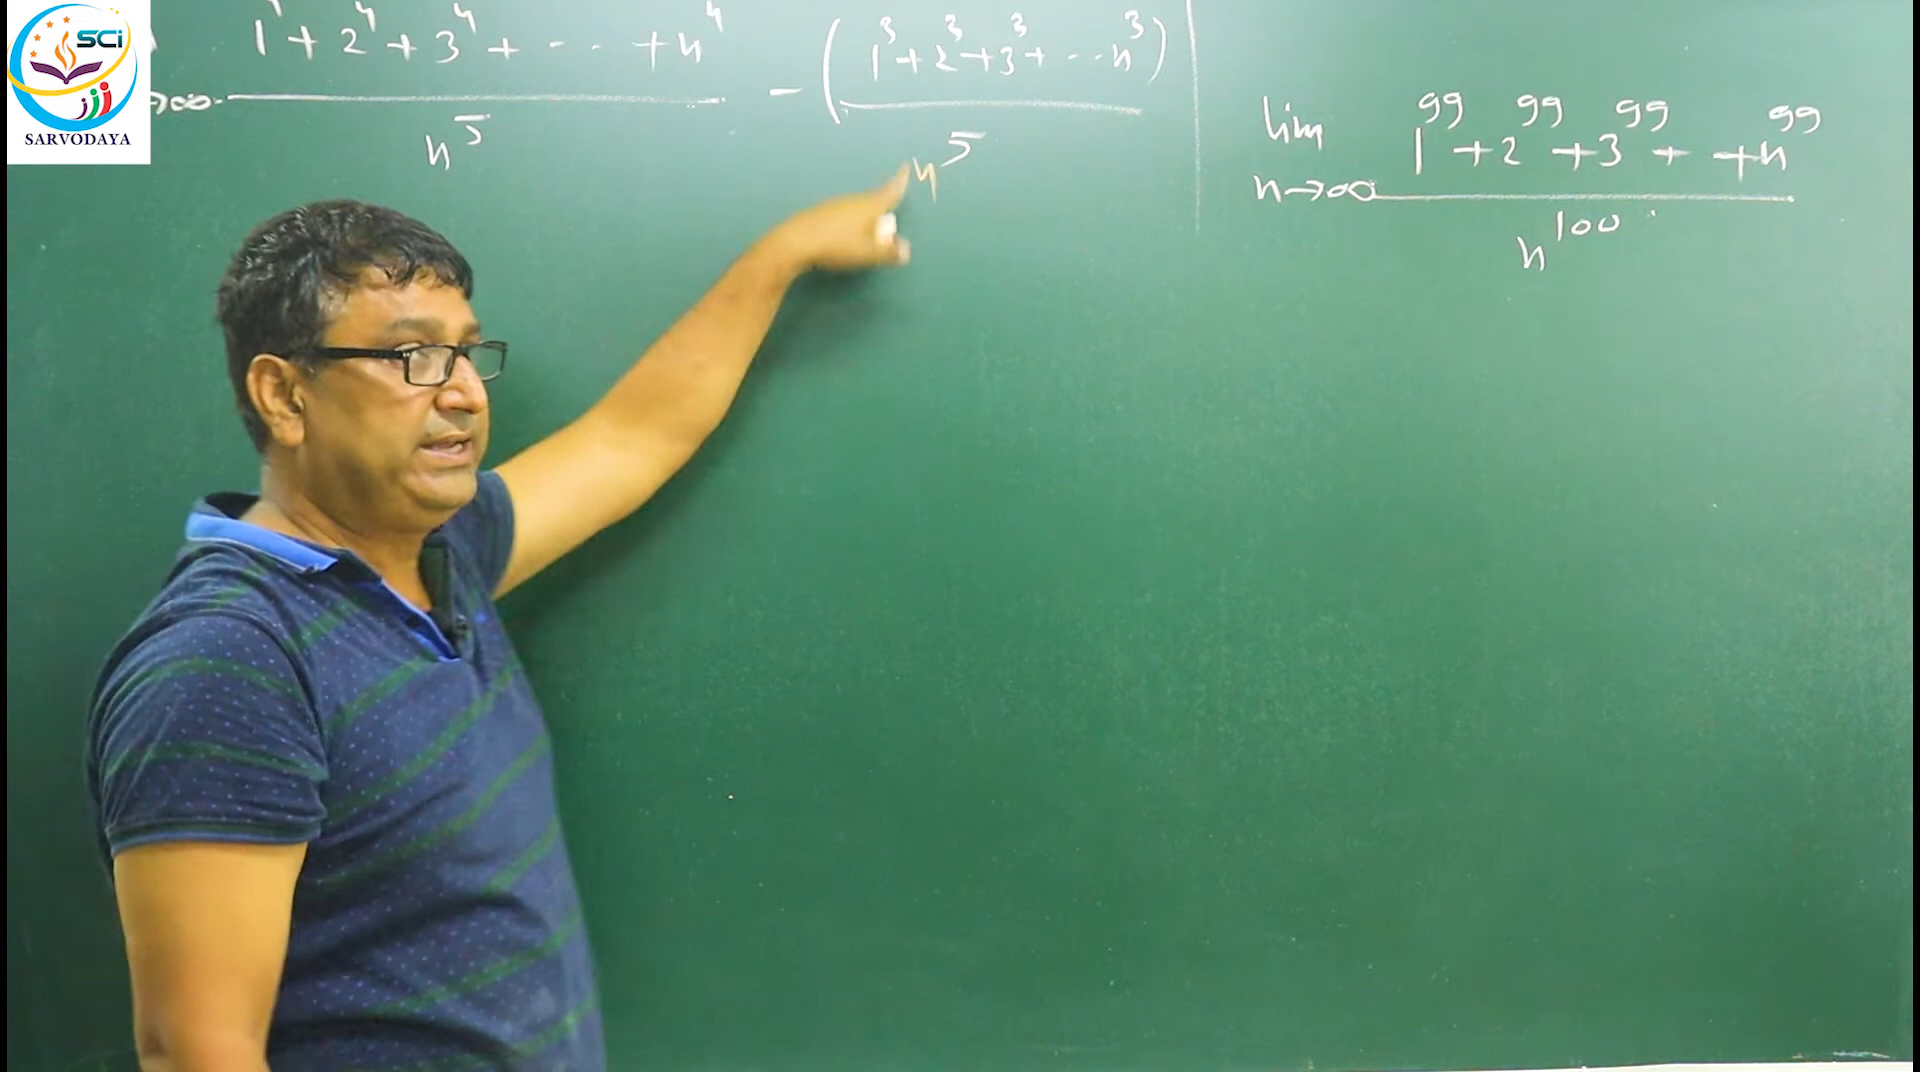 SCi
SARVODAYA
→∞ 1⁴ + 2⁴ + 3⁴ + - - - + n⁴ / n⁵ - (1³ + 2³ + 3³ + - - n³) / n⁵
lim n→∞ 1⁹⁹ + 2⁹⁹ + 3⁹⁹ + + n⁹⁹ / n¹⁰⁰